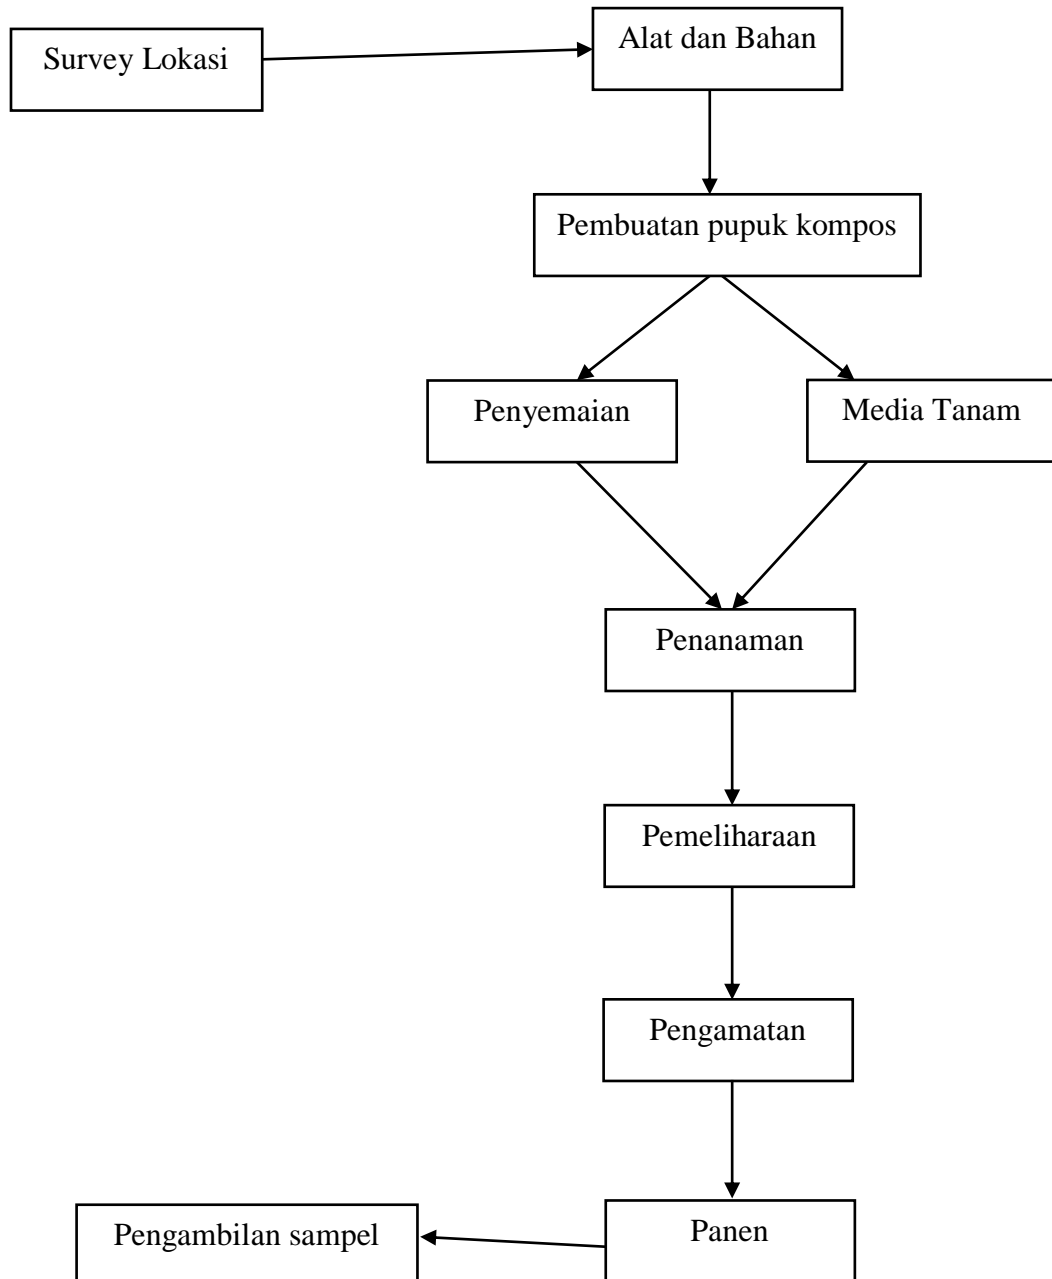 Survey Lokasi
Alat dan Bahan
Pembuatan pupuk kompos
Penyemaian
Media Tanam
Penanaman
Pemeliharaan
Pengamatan
Panen
Pengambilan sampel